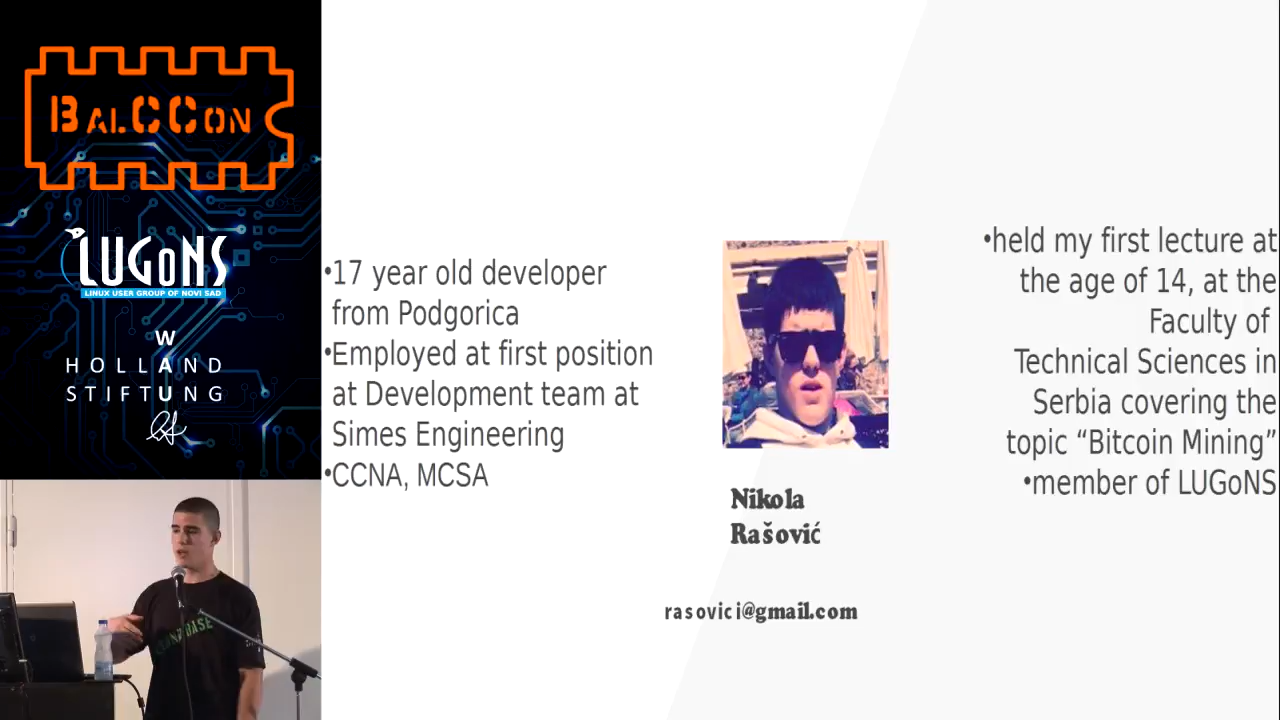 BALCCON
LUGoNS
LINUX USER GROUP OF NOVI SAD
W
HOLLAND
STIFTUNG
•17 year old developer
from Podgorica
•Employed at first position
at Development team at
Simes Engineering
•CCNA, MCSA
Nikola
Rašović
rasovici@gmail.com
•held my first lecture at
the age of 14, at the
Faculty of
Technical Sciences in
Serbia covering the
topic “Bitcoin Mining”
•member of LUGoNS